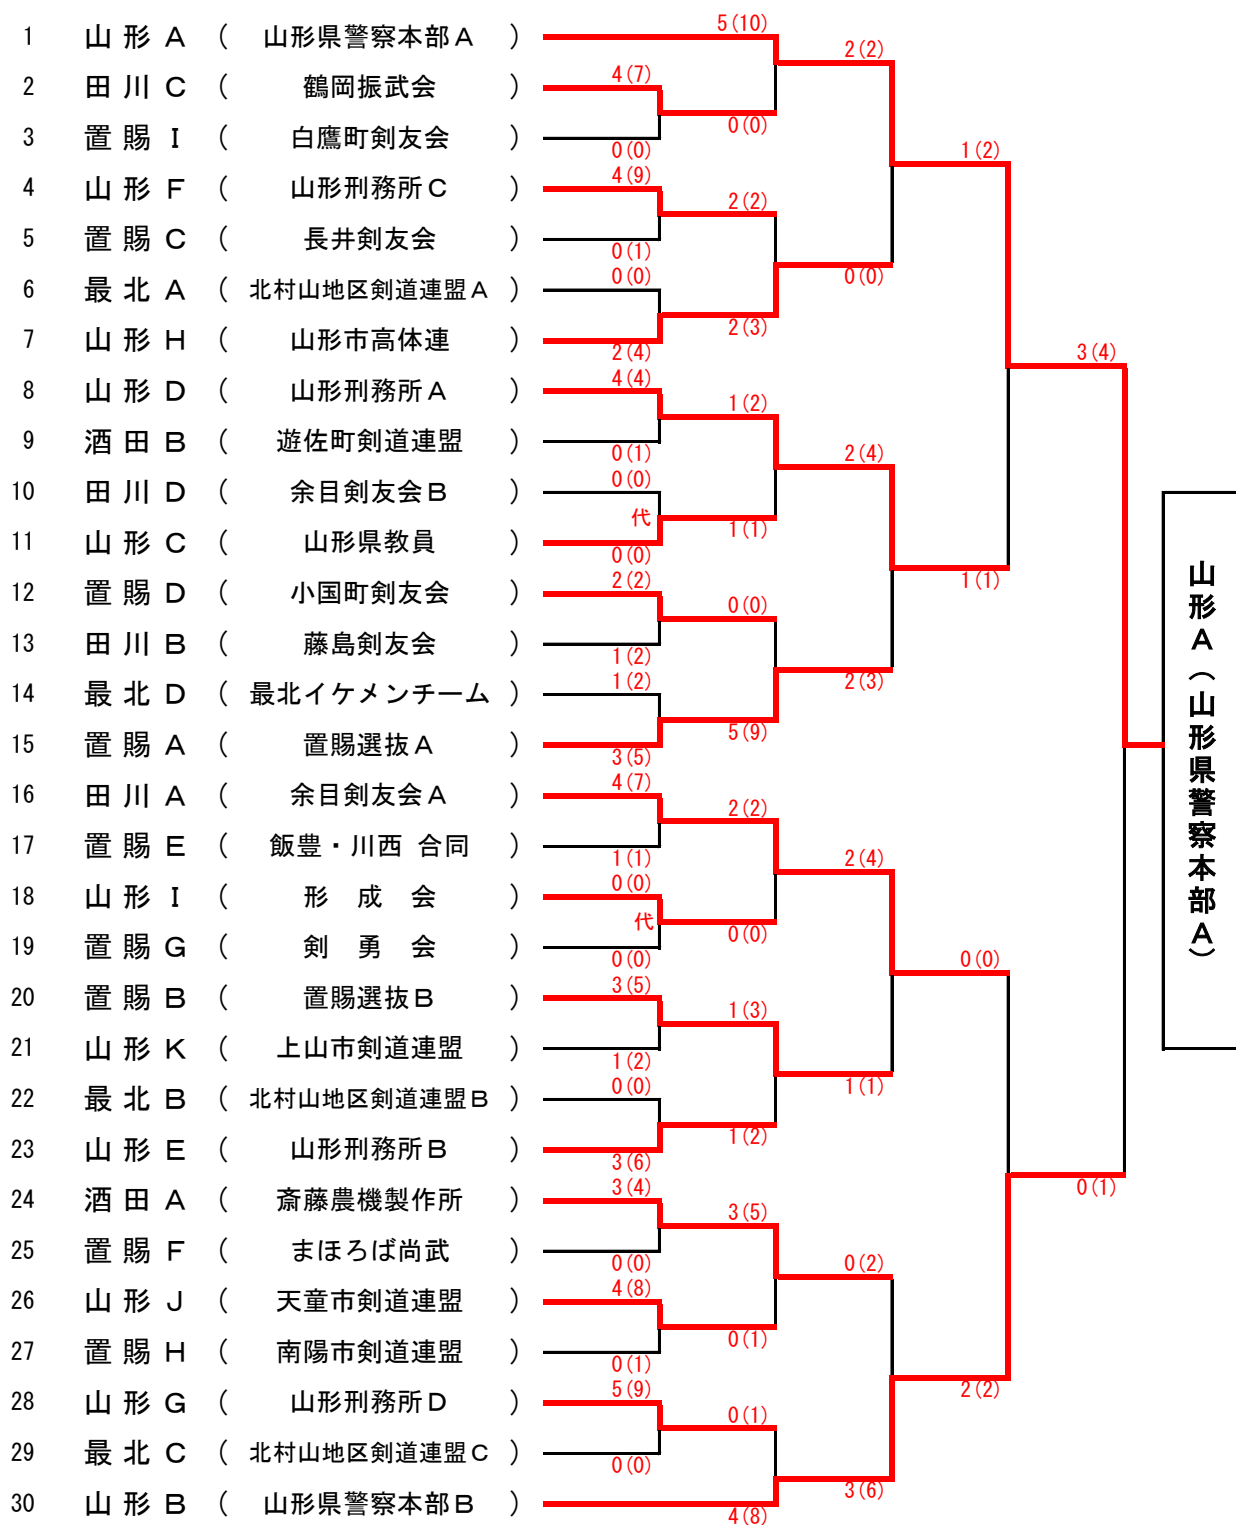 1 山形A ( 山形県警察本部A )
2 田川C ( 鶴岡振武会 )
3 置賜I ( 白鷹町剣友会 )
4 山形F ( 山形刑務所C )
5 置賜C ( 長井剣友会 )
6 最北A ( 北村山地区剣道連盟A )
7 山形H ( 山形市高体連 )
8 山形D ( 山形刑務所A )
9 酒田B ( 遊佐町剣道連盟 )
10 田川D ( 余目剣友会B )
11 山形C ( 山形県教員 )
12 置賜D ( 小国町剣友会 )
13 田川B ( 藤島剣友会 )
14 最北D ( 最北イケメンチーム )
15 置賜A ( 置賜選抜A )
16 田川A ( 余目剣友会A )
17 置賜E ( 飯豊・川西 合同 )
18 山形I ( 形 成 会 )
19 置賜G ( 剣 勇 会 )
20 置賜B ( 置賜選抜B )
21 山形K ( 上山市剣道連盟 )
22 最北B ( 北村山地区剣道連盟B )
23 山形E ( 山形刑務所B )
24 酒田A ( 斎藤農機製作所 )
25 置賜F ( まほろば尚武 )
26 山形J ( 天童市剣道連盟 )
27 置賜H ( 南陽市剣道連盟 )
28 山形G ( 山形刑務所D )
29 最北C ( 北村山地区剣道連盟C )
30 山形B ( 山形県警察本部B )
4(7)
0(0)
4(9)
0(1)
0(0)
2(4)
4(4)
0(1)
0(0)
代
0(0)
2(2)
1(2)
1(2)
3(5)
4(7)
1(1)
0(0)
代
0(0)
3(5)
1(2)
0(0)
3(6)
3(4)
0(0)
4(8)
0(1)
5(9)
0(0)
5(10)
0(0)
2(2)
2(3)
1(2)
1(1)
0(0)
5(9)
2(2)
0(0)
1(3)
1(2)
3(5)
0(1)
0(1)
4(8)
2(2)
0(0)
2(4)
2(3)
2(4)
1(1)
0(2)
3(6)
1(2)
1(1)
0(0)
2(2)
3(4)
0(1)
山形A(山形県警察本部A)